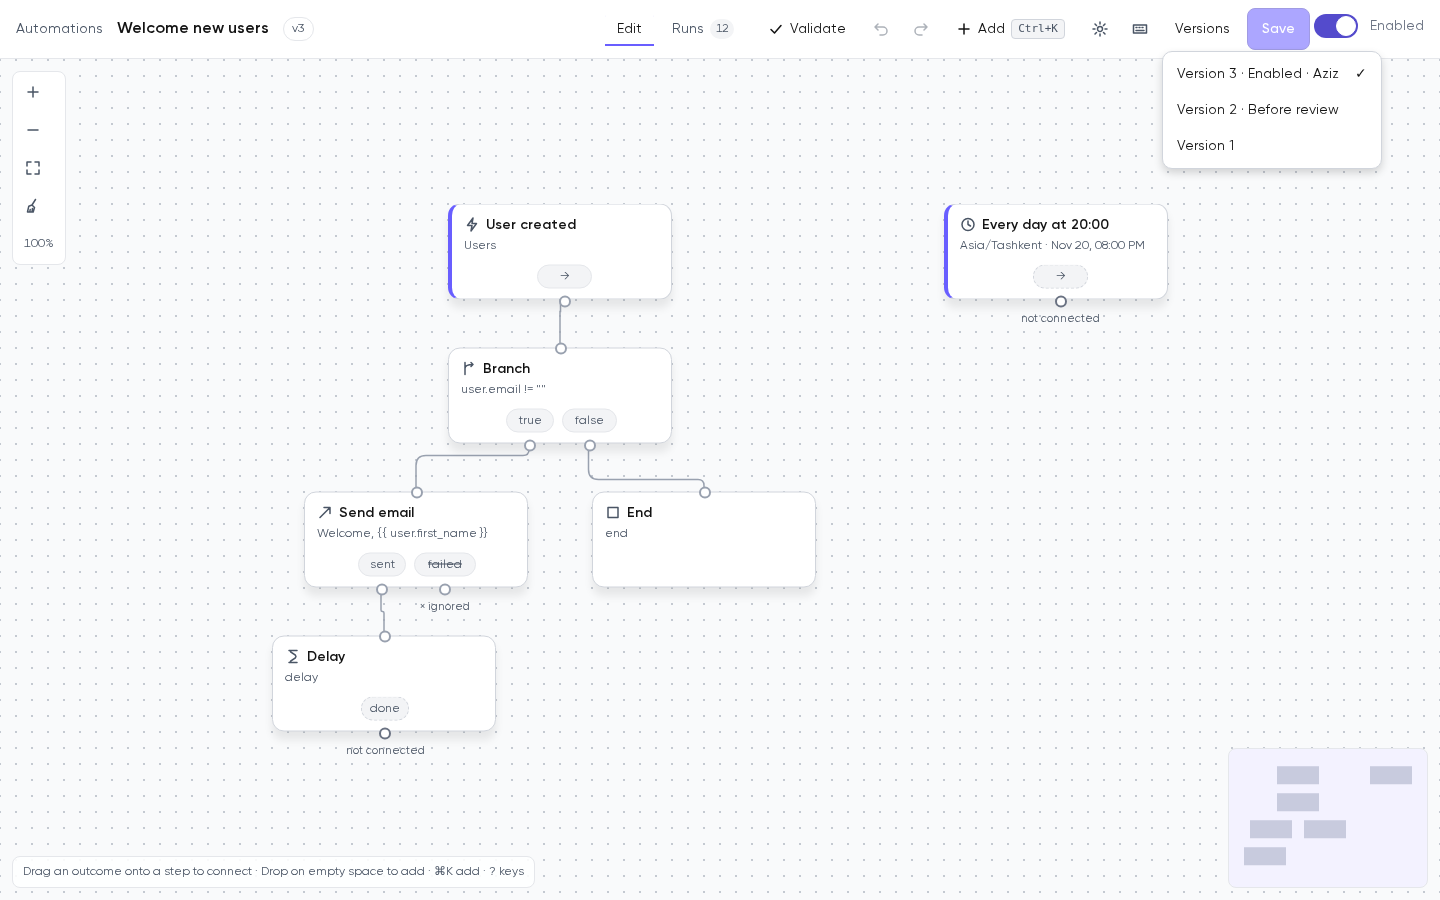 Automations Welcome new users v3 Edit Runs 12 Validate Add Ctrl+K Versions Save Enabled
Version 3 · Enabled · Aziz ✓
Version 2 · Before review
Version 1
100%
User created
Users
→
Every day at 20:00
Asia/Tashkent · Nov 20, 08:00 PM
→
not connected
Branch
user.email != ""
true false
Send email
Welcome, {{ user.first_name }}
sent failed
× ignored
End
end
Delay
delay
done
not connected
Drag an outcome onto a step to connect · Drop on empty space to add · ⌘K add · ? keys